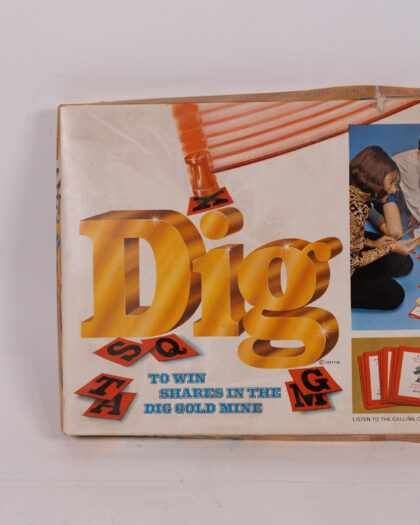 X
Dig
S Q
T A
G M
TO WIN
SHARES IN THE
DIG GOLD MINE
LISTEN TO THE CALLING